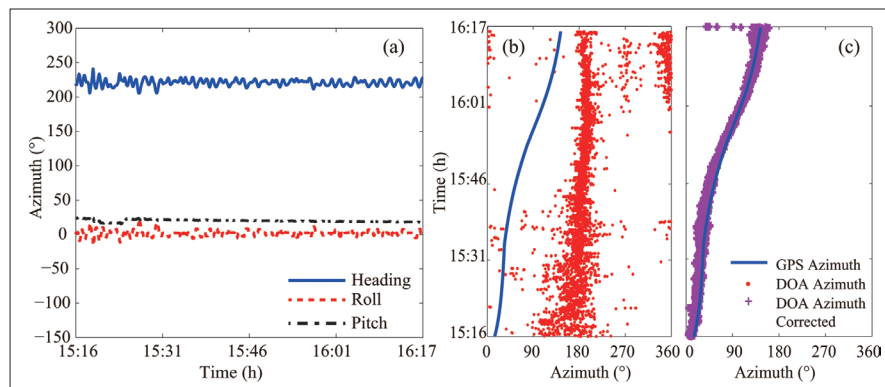 (a)
Azimuth (°)
300
250
200
150
100
50
0
−50
−100
−150
15:16
15:31
15:46
16:01
16:17
Time (h)
Heading
Roll
Pitch
(b)
Time (h)
16:17
16:01
15:46
15:31
15:16
0
90
180
270
360
Azimuth (°)
(c)
GPS Azimuth
DOA Azimuth
DOA Azimuth
Corrected
90
180
270
360
Azimuth (°)